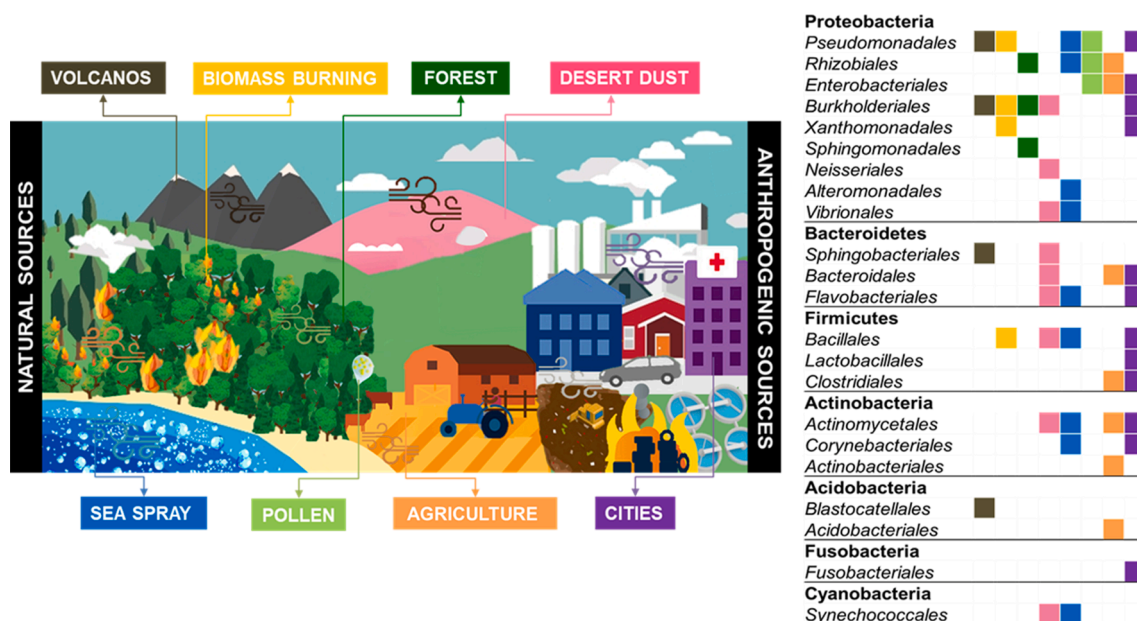 VOLCANOS
BIOMASS BURNING
FOREST
DESERT DUST
NATURAL SOURCES
ANTHROPOGENIC SOURCES
SEA SPRAY
POLLEN
AGRICULTURE
CITIES
Proteobacteria
Pseudomonadales
Rhizobiales
Enterobacteriales
Burkholderiales
Xanthomonadales
Sphingomonadales
Neisseriales
Alteromonadales
Vibrionales
Bacteroidetes
Sphingobacteriales
Bacteroidales
Flavobacteriales
Firmicutes
Bacillales
Lactobacillales
Clostridiales
Actinobacteria
Actinomycetales
Corynebacteriales
Actinobacteriales
Acidobacteria
Blastocatellales
Acidobacteriales
Fusobacteria
Fusobacteriales
Cyanobacteria
Synechococcales